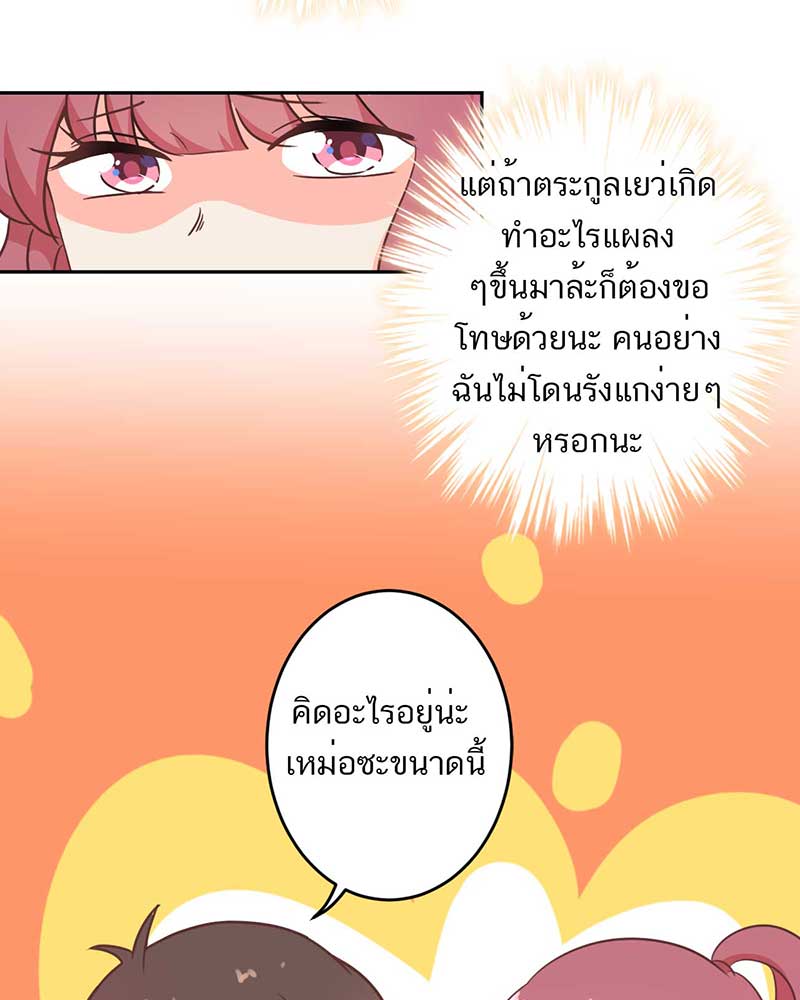 แต่ถ้าตระกูลเยว่เกิด
ทำอะไรแผลง
ๆขึ้นมาล้ะก็ต้องขอ
โทษด้วยนะ คนอย่าง
ฉันไม่โดนรังแกง่ายๆ
หรอกนะ
คิดอะไรอยู่น่ะ
เหม่อซะขนาดนี้